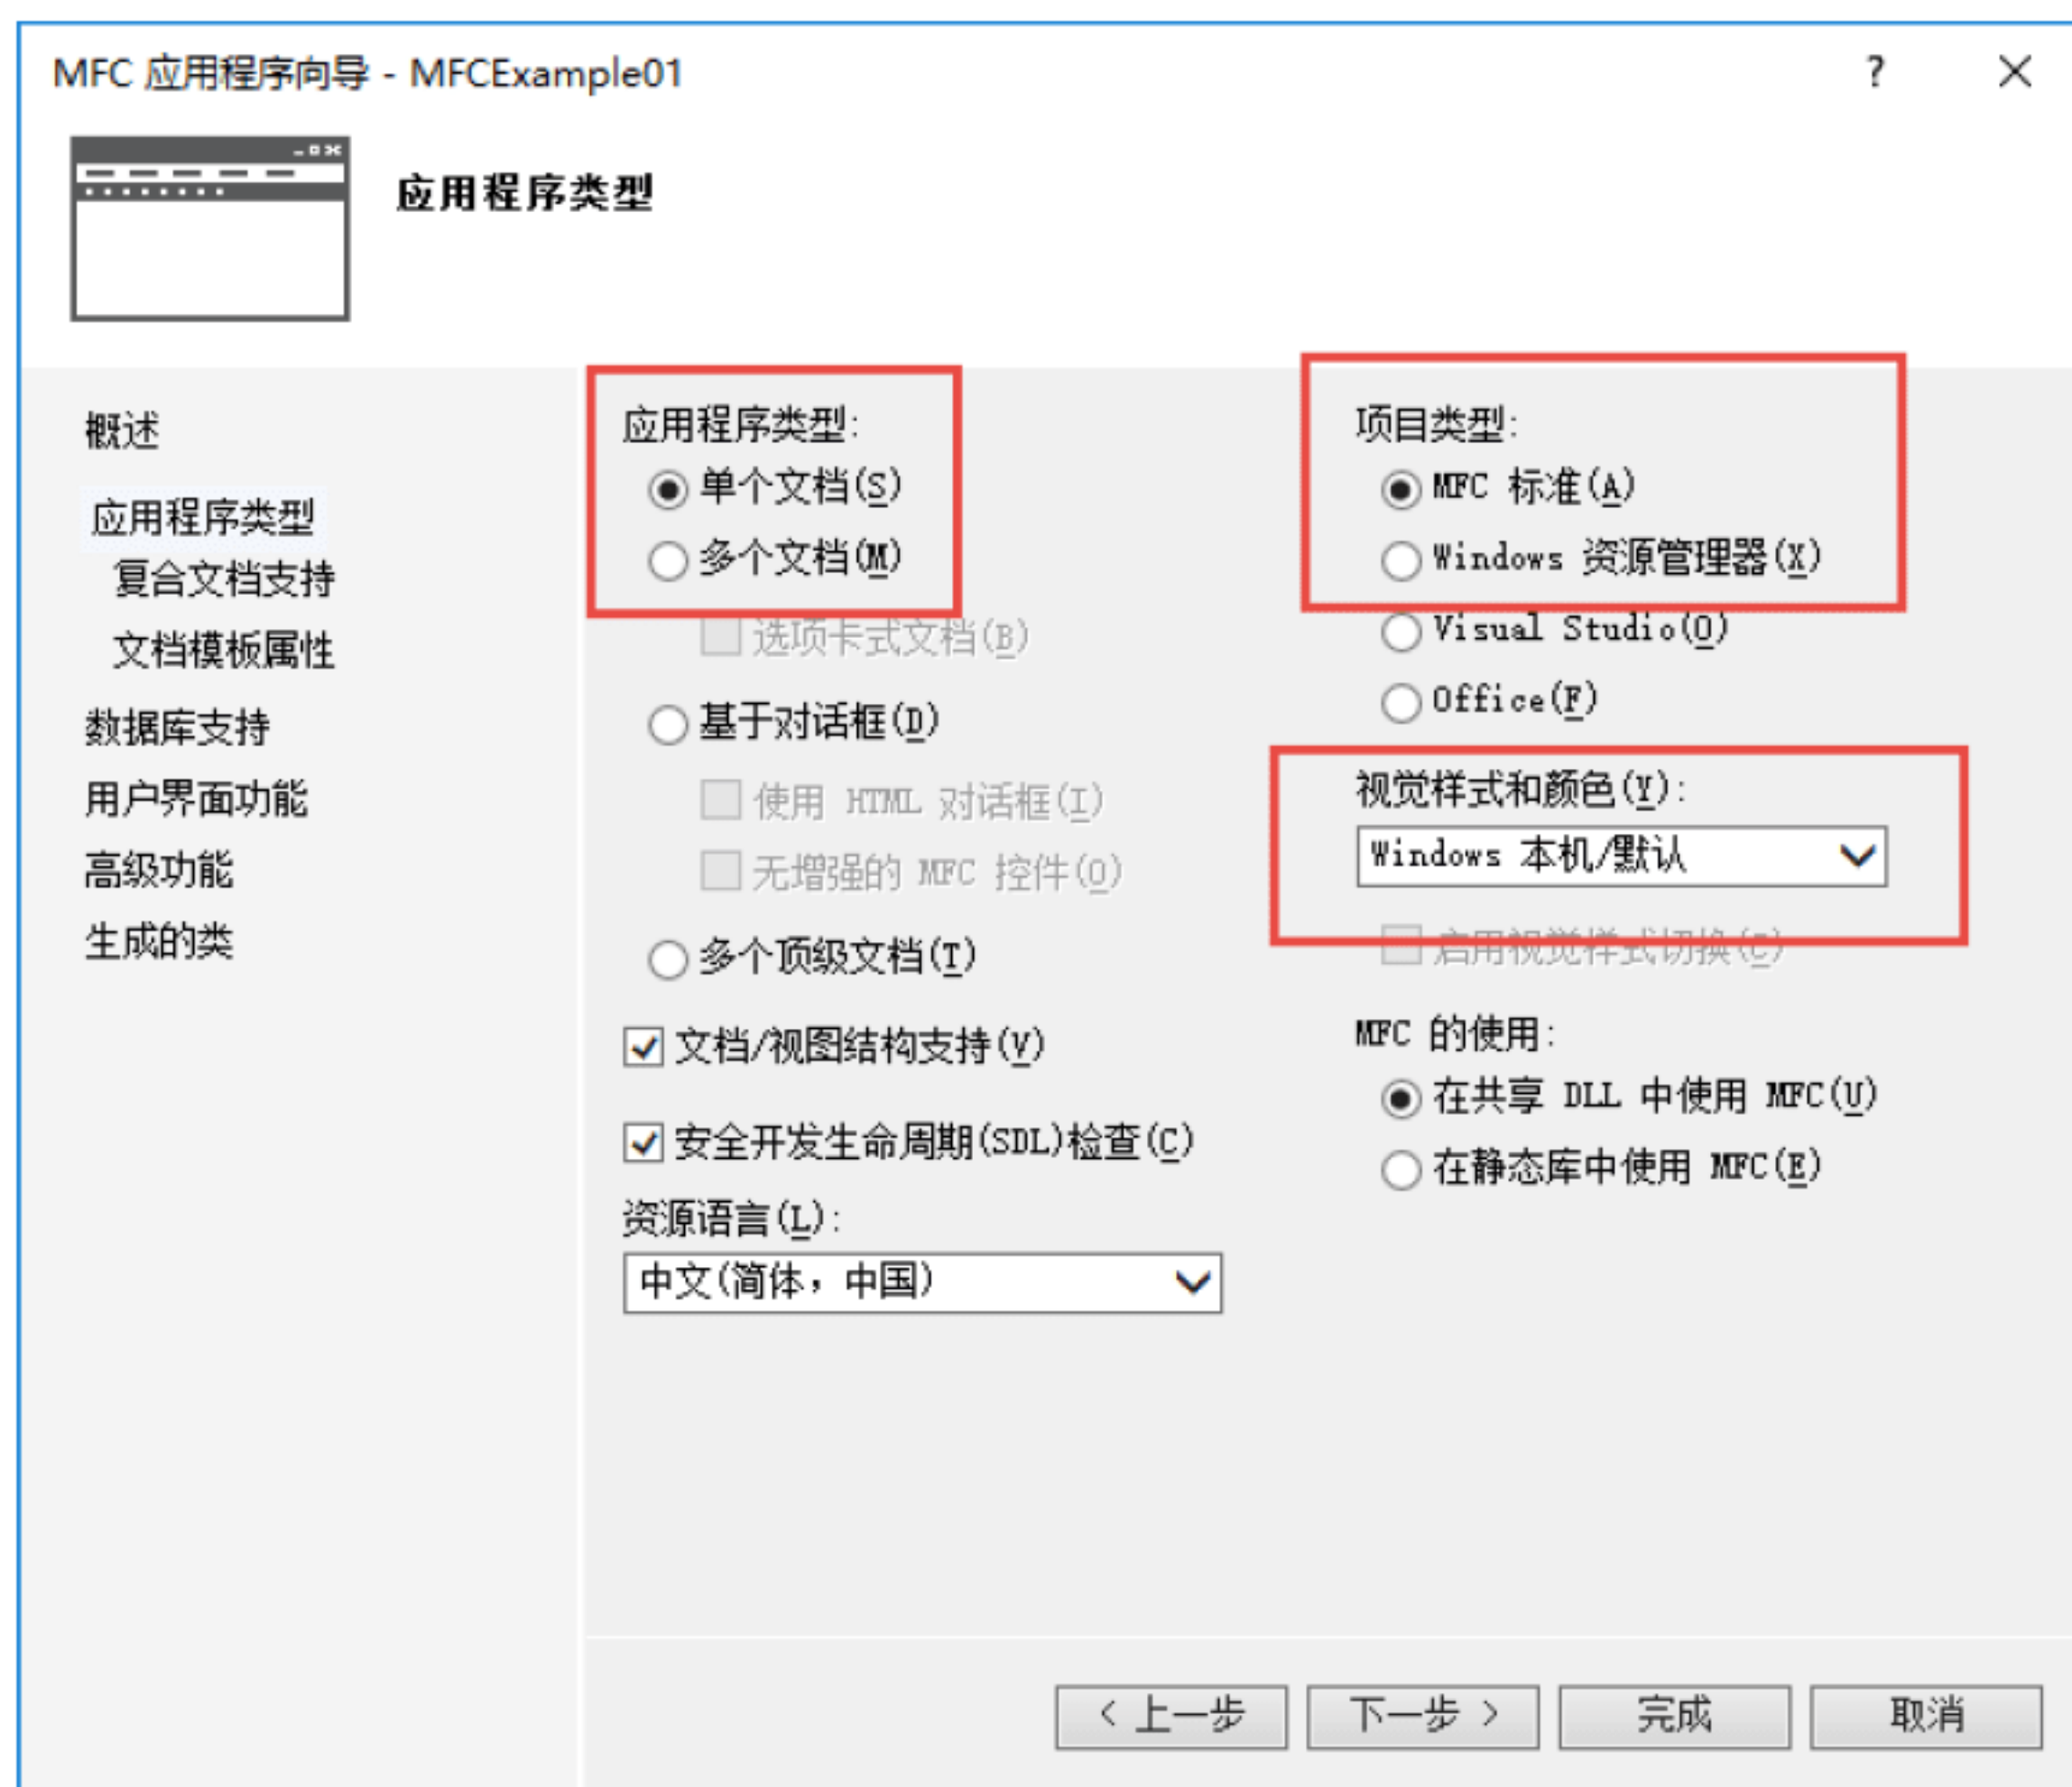 MFC 应用程序向导 - MFCExample01
应用程序类型
概述
应用程序类型
复合文档支持
文档模板属性
数据库支持
用户界面功能
高级功能
生成的类
应用程序类型:
单个文档(S)
多个文档(M)
选项卡式文档(B)
基于对话框(D)
使用 HTML 对话框(I)
无增强的 MFC 控件(O)
多个顶级文档(T)
文档/视图结构支持(V)
安全开发生命周期(SDL)检查(C)
资源语言(L):
中文(简体，中国)
项目类型:
MFC 标准(A)
Windows 资源管理器(X)
Visual Studio(O)
Office(F)
视觉样式和颜色(Y):
Windows 本机/默认
启用视觉样式切换(C)
MFC 的使用:
在共享 DLL 中使用 MFC(U)
在静态库中使用 MFC(E)
< 上一步
下一步 >
完成
取消